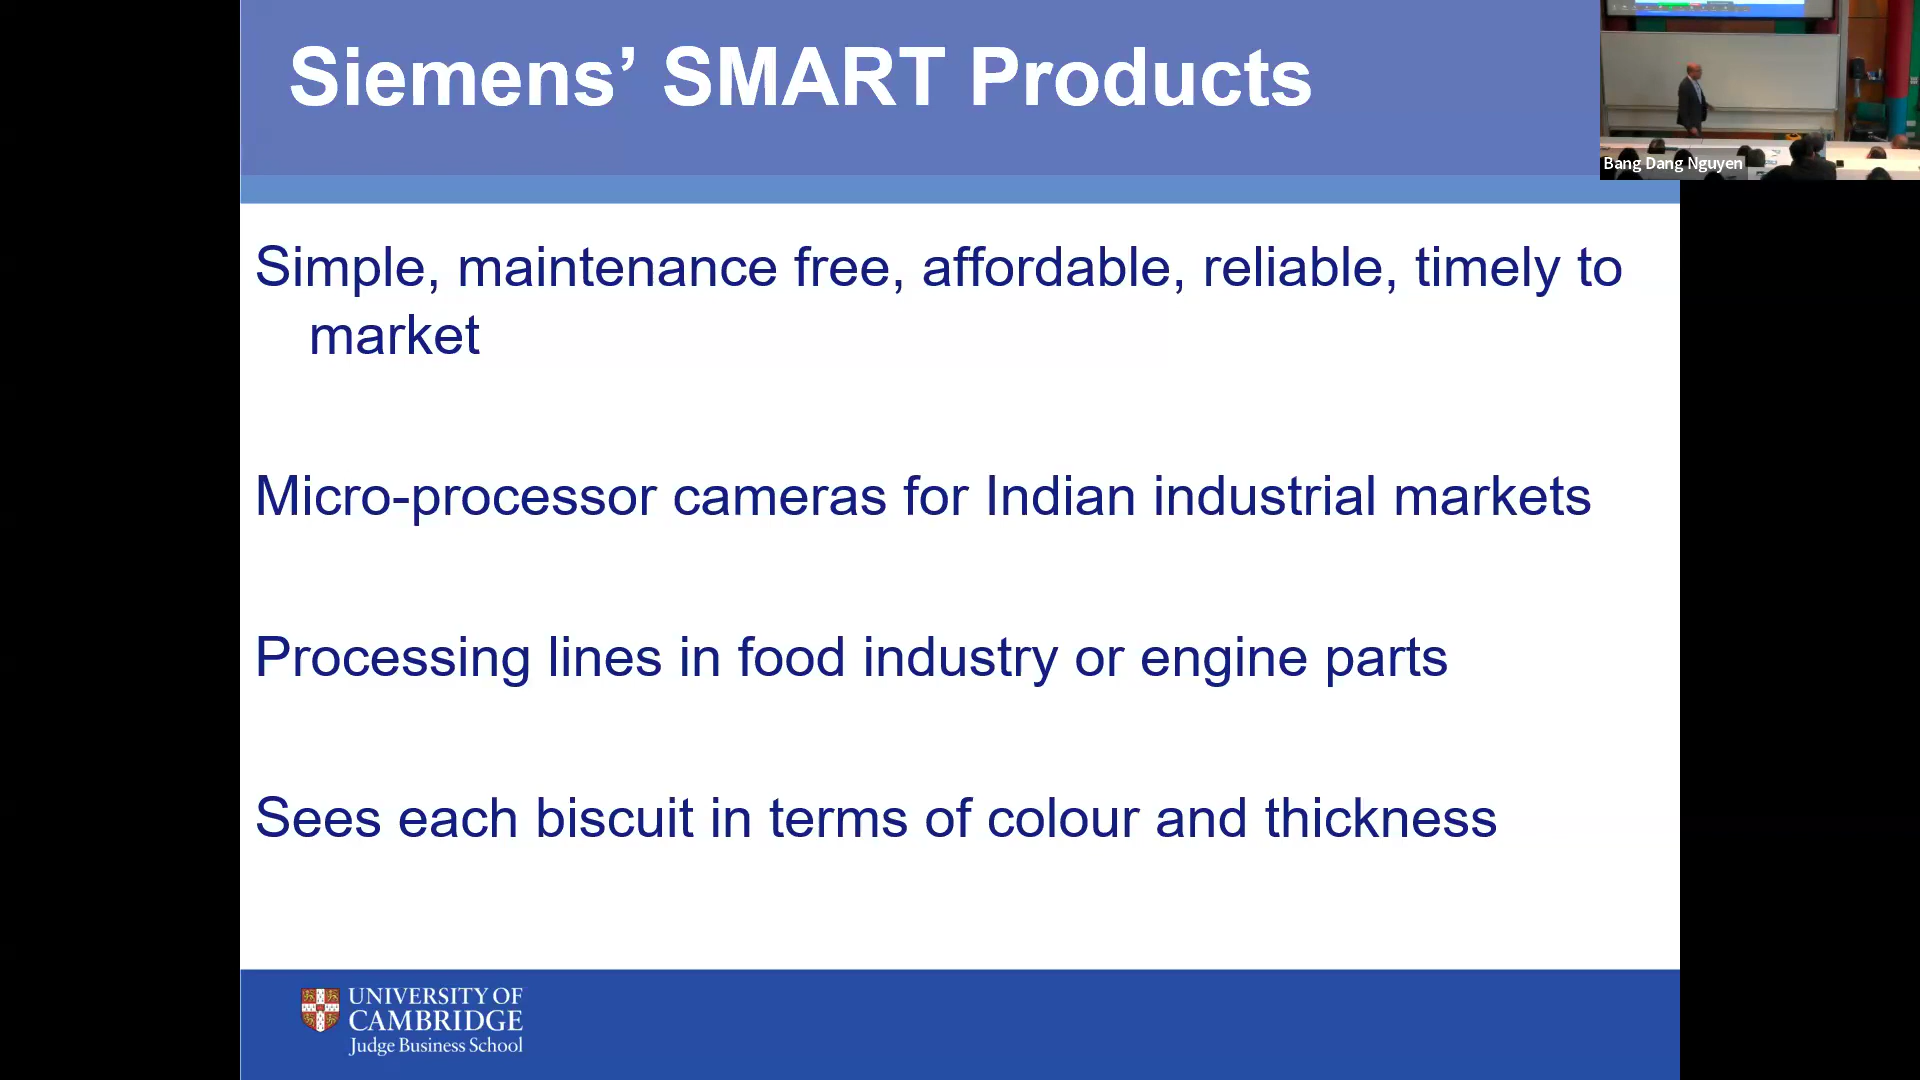 Siemens’ SMART Products
Bang Dang Nguyen
Simple, maintenance free, affordable, reliable, timely to
market
Micro-processor cameras for Indian industrial markets
Processing lines in food industry or engine parts
Sees each biscuit in terms of colour and thickness
UNIVERSITY OF
CAMBRIDGE
Judge Business School